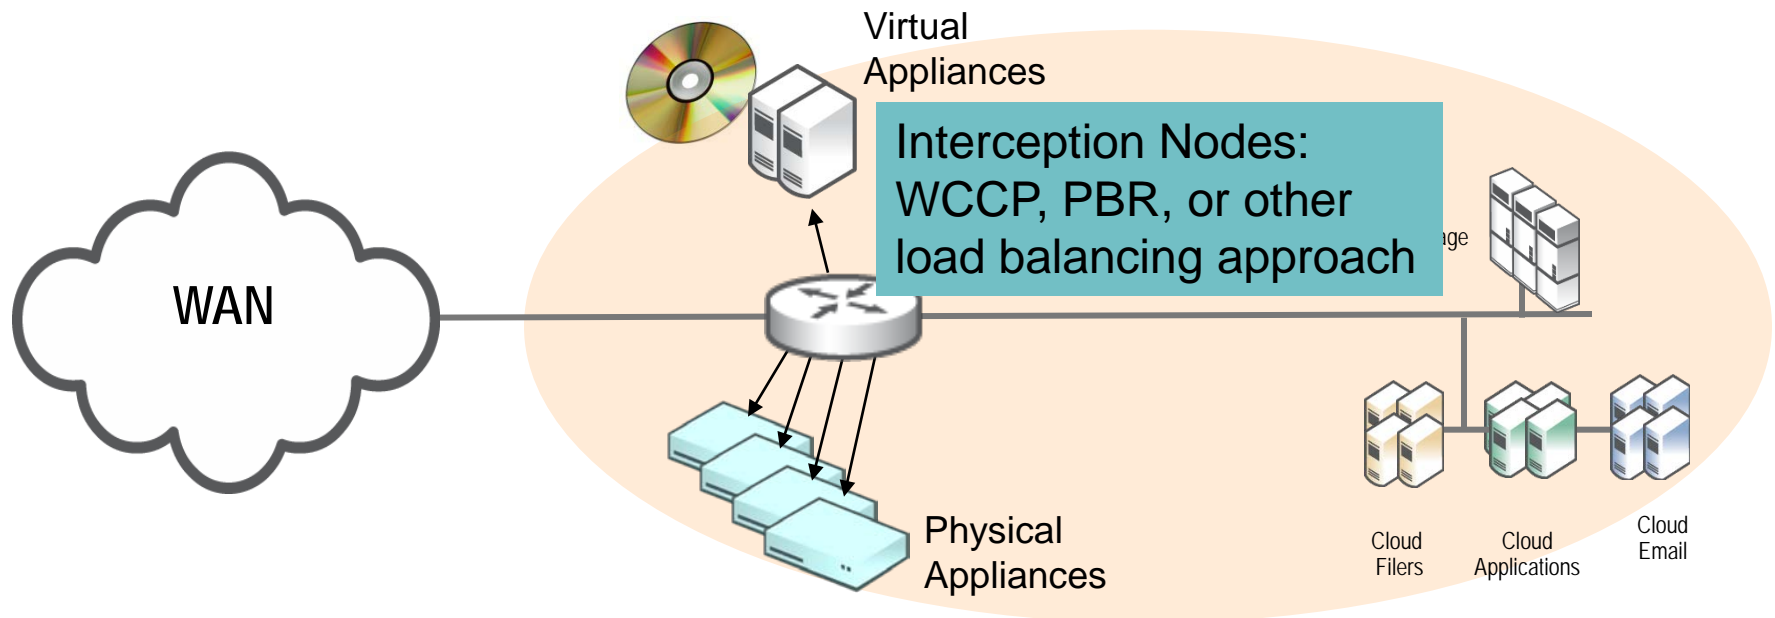 Virtual
Appliances
Interception Nodes:
WCCP, PBR, or other
load balancing approach
WAN
Physical
Appliances
Cloud
Filers
Cloud
Applications
Cloud
Email